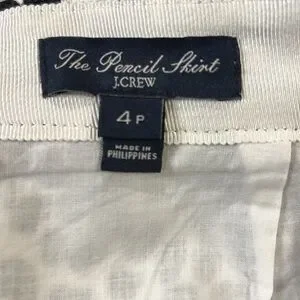 The Pencil Skirt
J.CREW
4P
MADE IN
PHILIPPINES